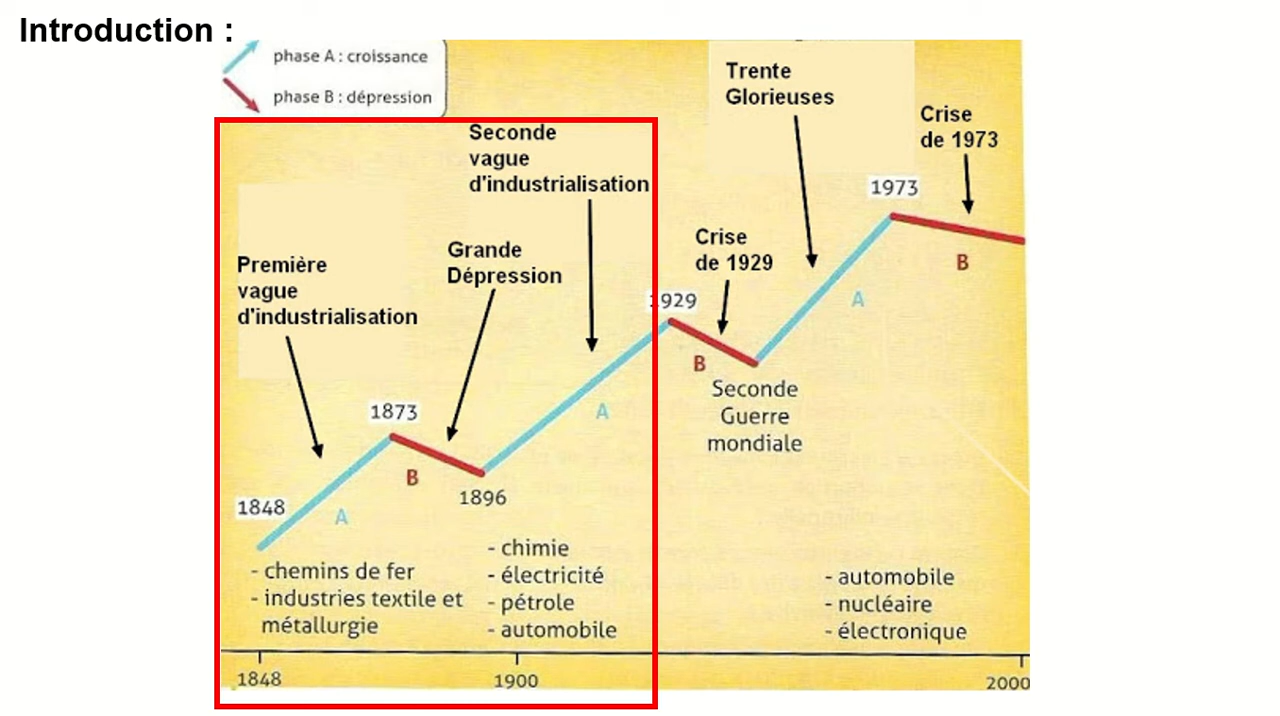 Introduction :
phase A : croissance
phase B : dépression
Trente
Glorieuses
Crise
de 1973
Seconde
vague
d'industrialisation
1973
Grande
Dépression
Crise
de 1929
B
Première
vague
d'industrialisation
1929
A
B
Seconde
Guerre
mondiale
1873
A
B
1896
1848
A
- chemins de fer
- industries textile et
métallurgie
- chimie
- électricité
- pétrole
- automobile
- automobile
- nucléaire
- électronique
1848
1900
2000